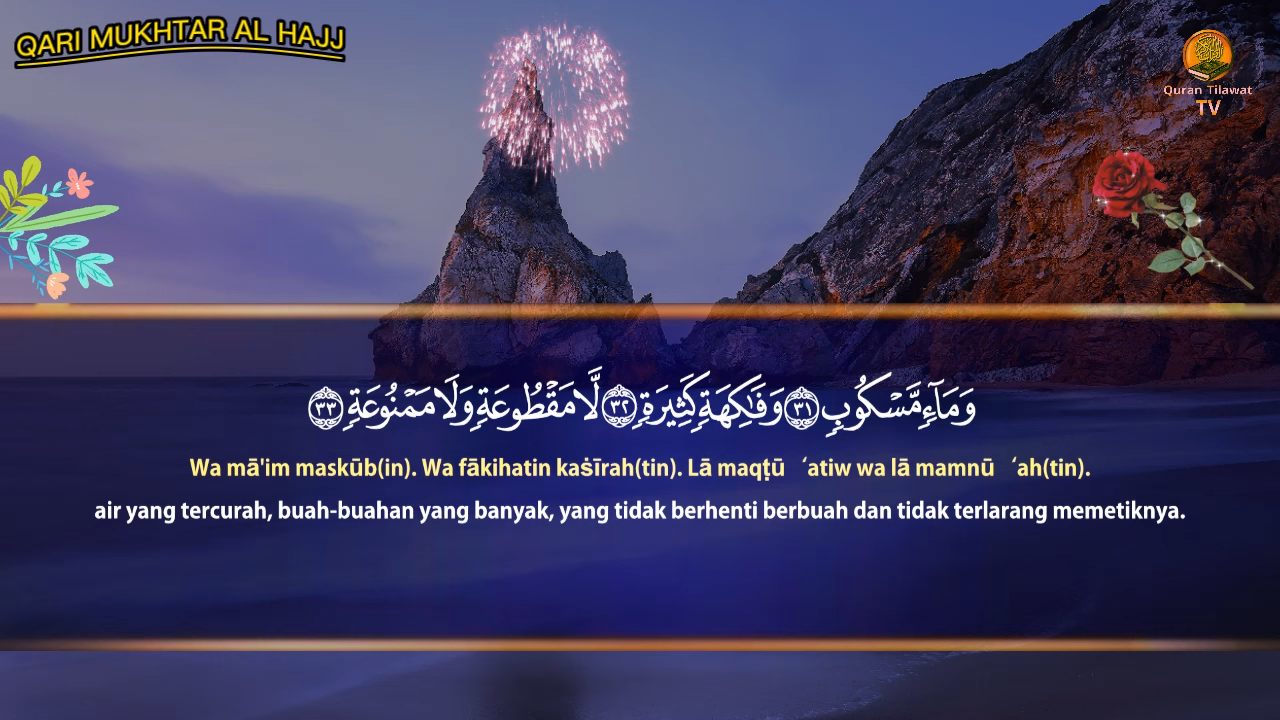 QARI MUKHTAR AL HAJJ
Quran Tilawat
TV
وَمَآءٍ مَّسْكُوبٍ ٣١ وَفَٰكِهَةٍ كَثِيرَةٍ ٣٢ لَّا مَقْطُوعَةٍ وَلَا مَمْنُوعَةٍ ٣٣
Wa mā'im maskūb(in). Wa fākihatin kaṡīrah(tin). Lā maqṭū ‘atiw wa lā mamnū ‘ah(tin).
air yang tercurah, buah-buahan yang banyak, yang tidak berhenti berbuah dan tidak terlarang memetiknya.